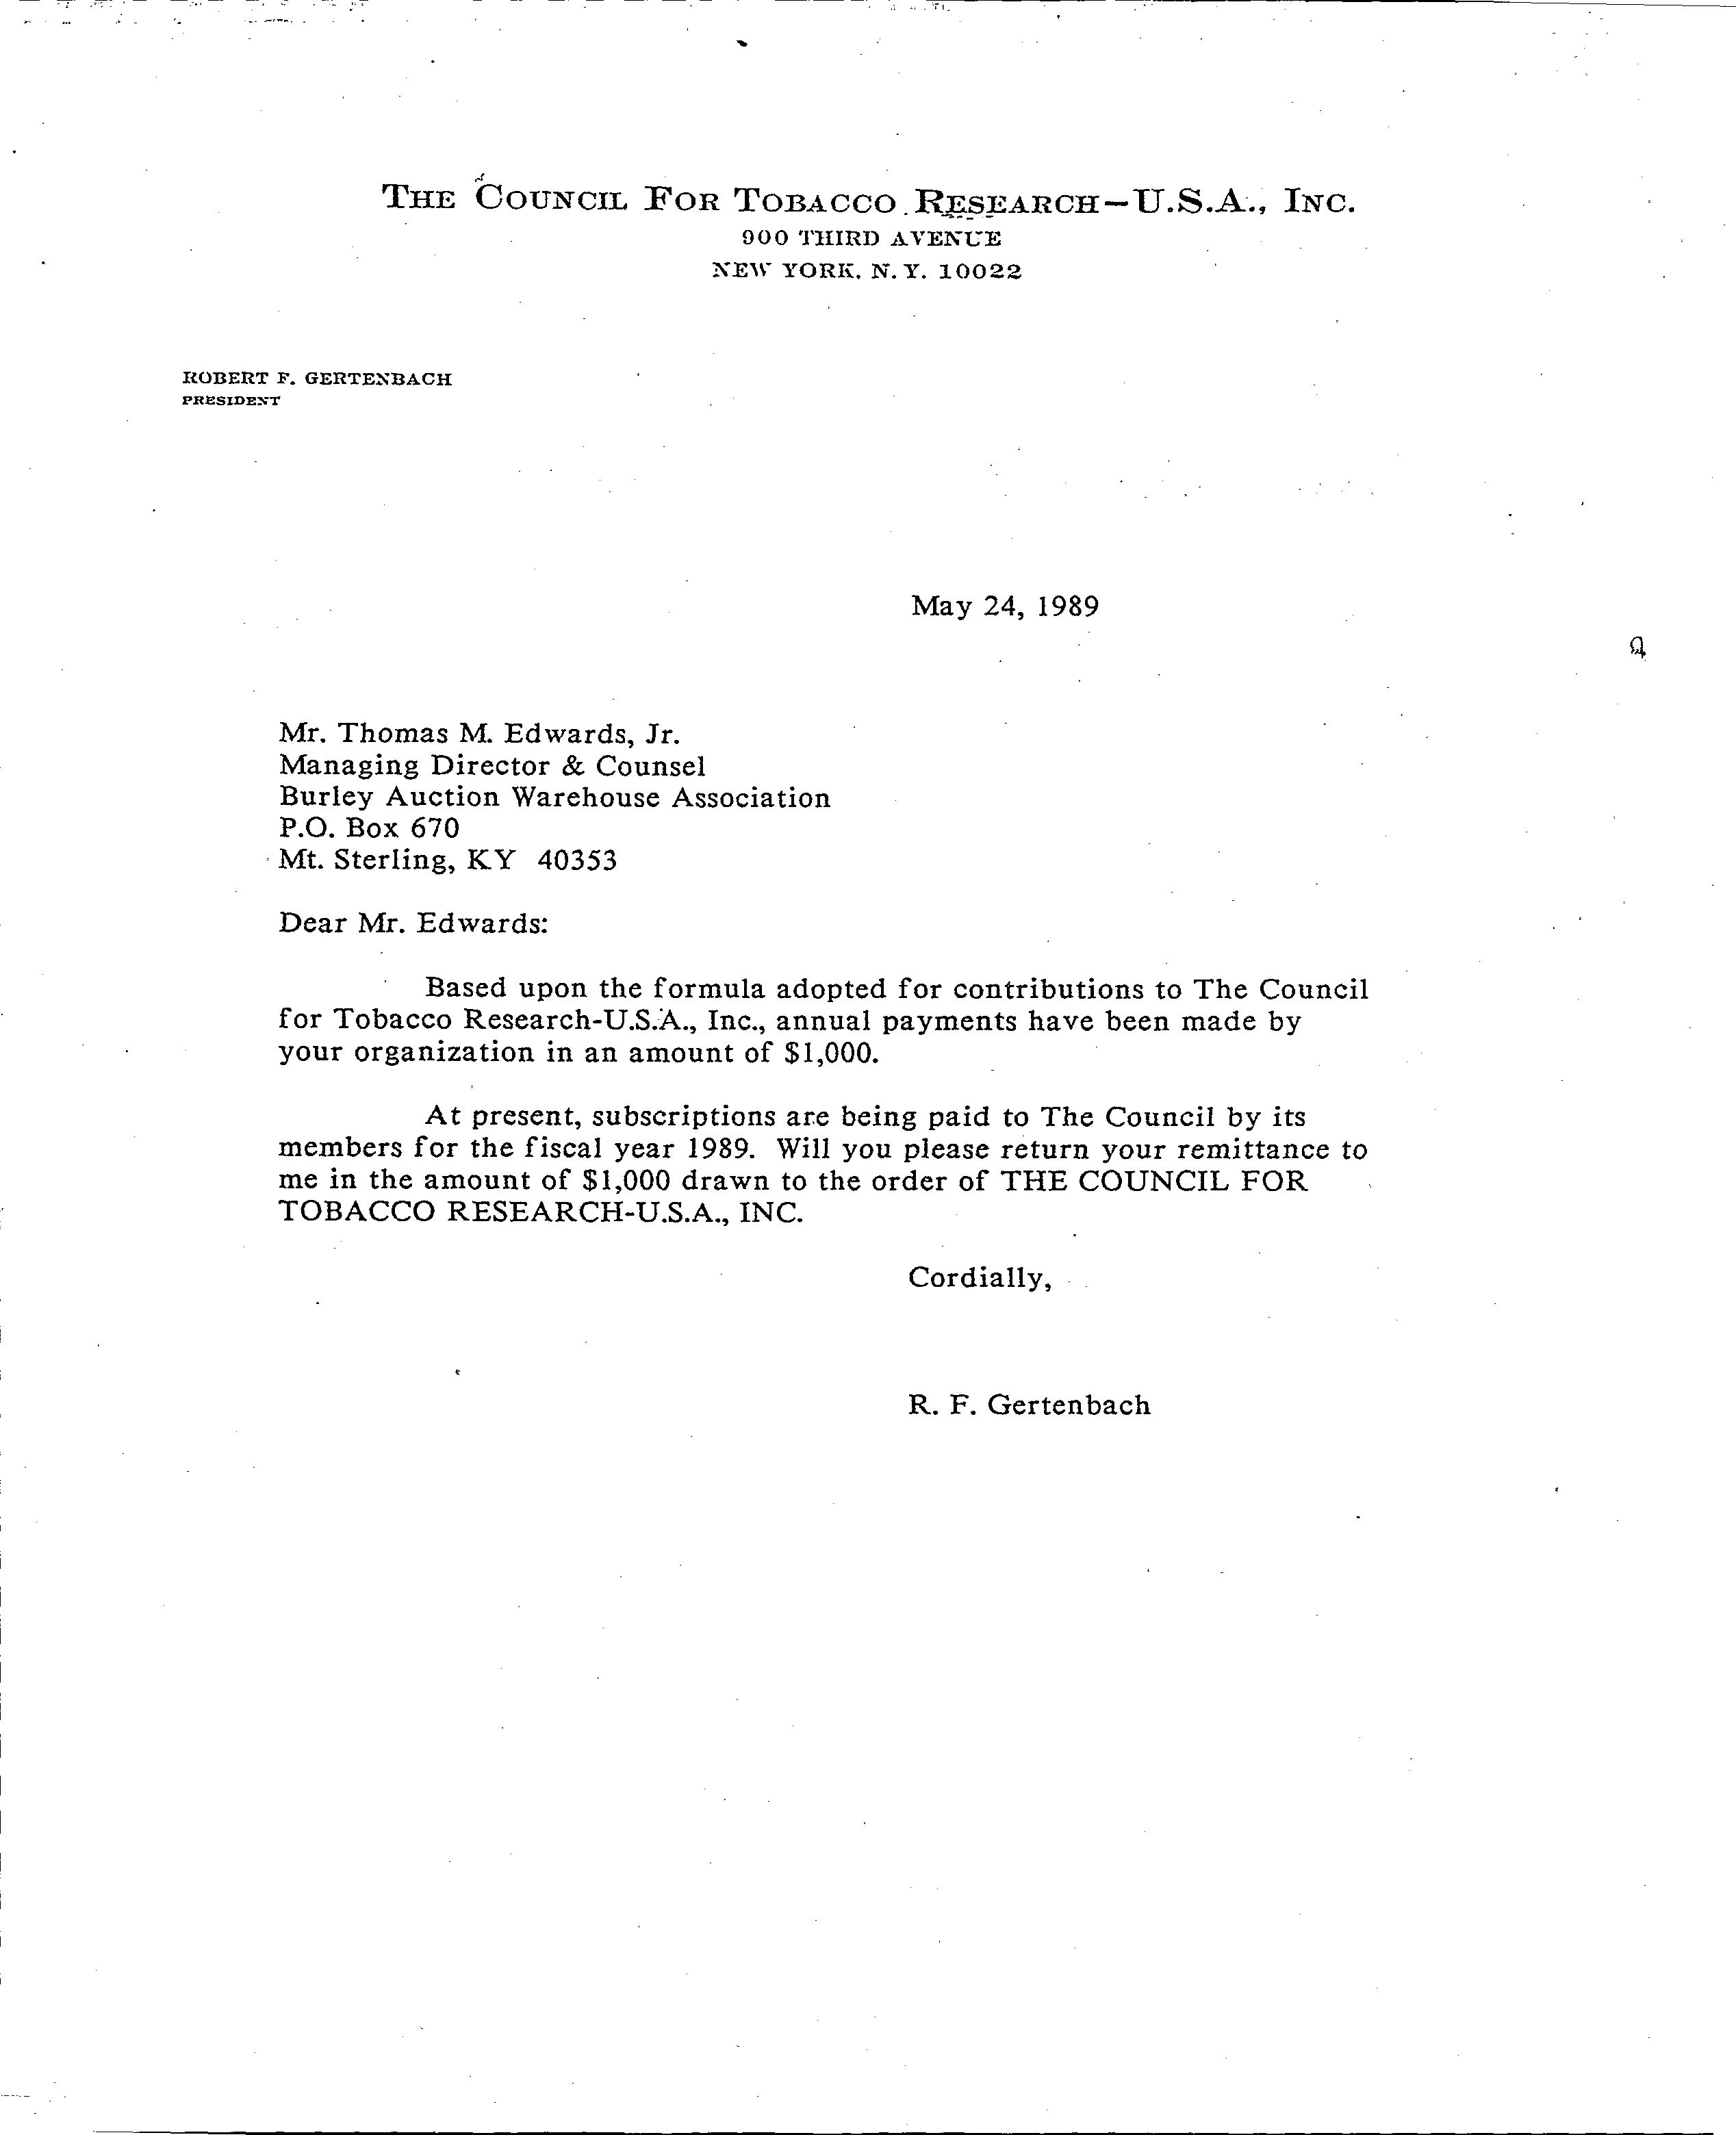 THE COUNCIL FOR TOBACCO RESEARCH—U.S.A., INC.
900 THIRD AVENUE
NEW YORK, N. Y. 10022
ROBERT F. GERTENBACH
PRESIDENT
May 24, 1989
Mr. Thomas M. Edwards, Jr.
Managing Director & Counsel
Burley Auction Warehouse Association
P.O. Box 670
Mt. Sterling, KY 40353
Dear Mr. Edwards:
Based upon the formula adopted for contributions to The Council
for Tobacco Research-U.S.A., Inc., annual payments have been made by
your organization in an amount of $1,000.
At present, subscriptions are being paid to The Council by its
members for the fiscal year 1989. Will you please return your remittance to
me in the amount of $1,000 drawn to the order of THE COUNCIL FOR
TOBACCO RESEARCH-U.S.A., INC.
Cordially,
R. F. Gertenbach